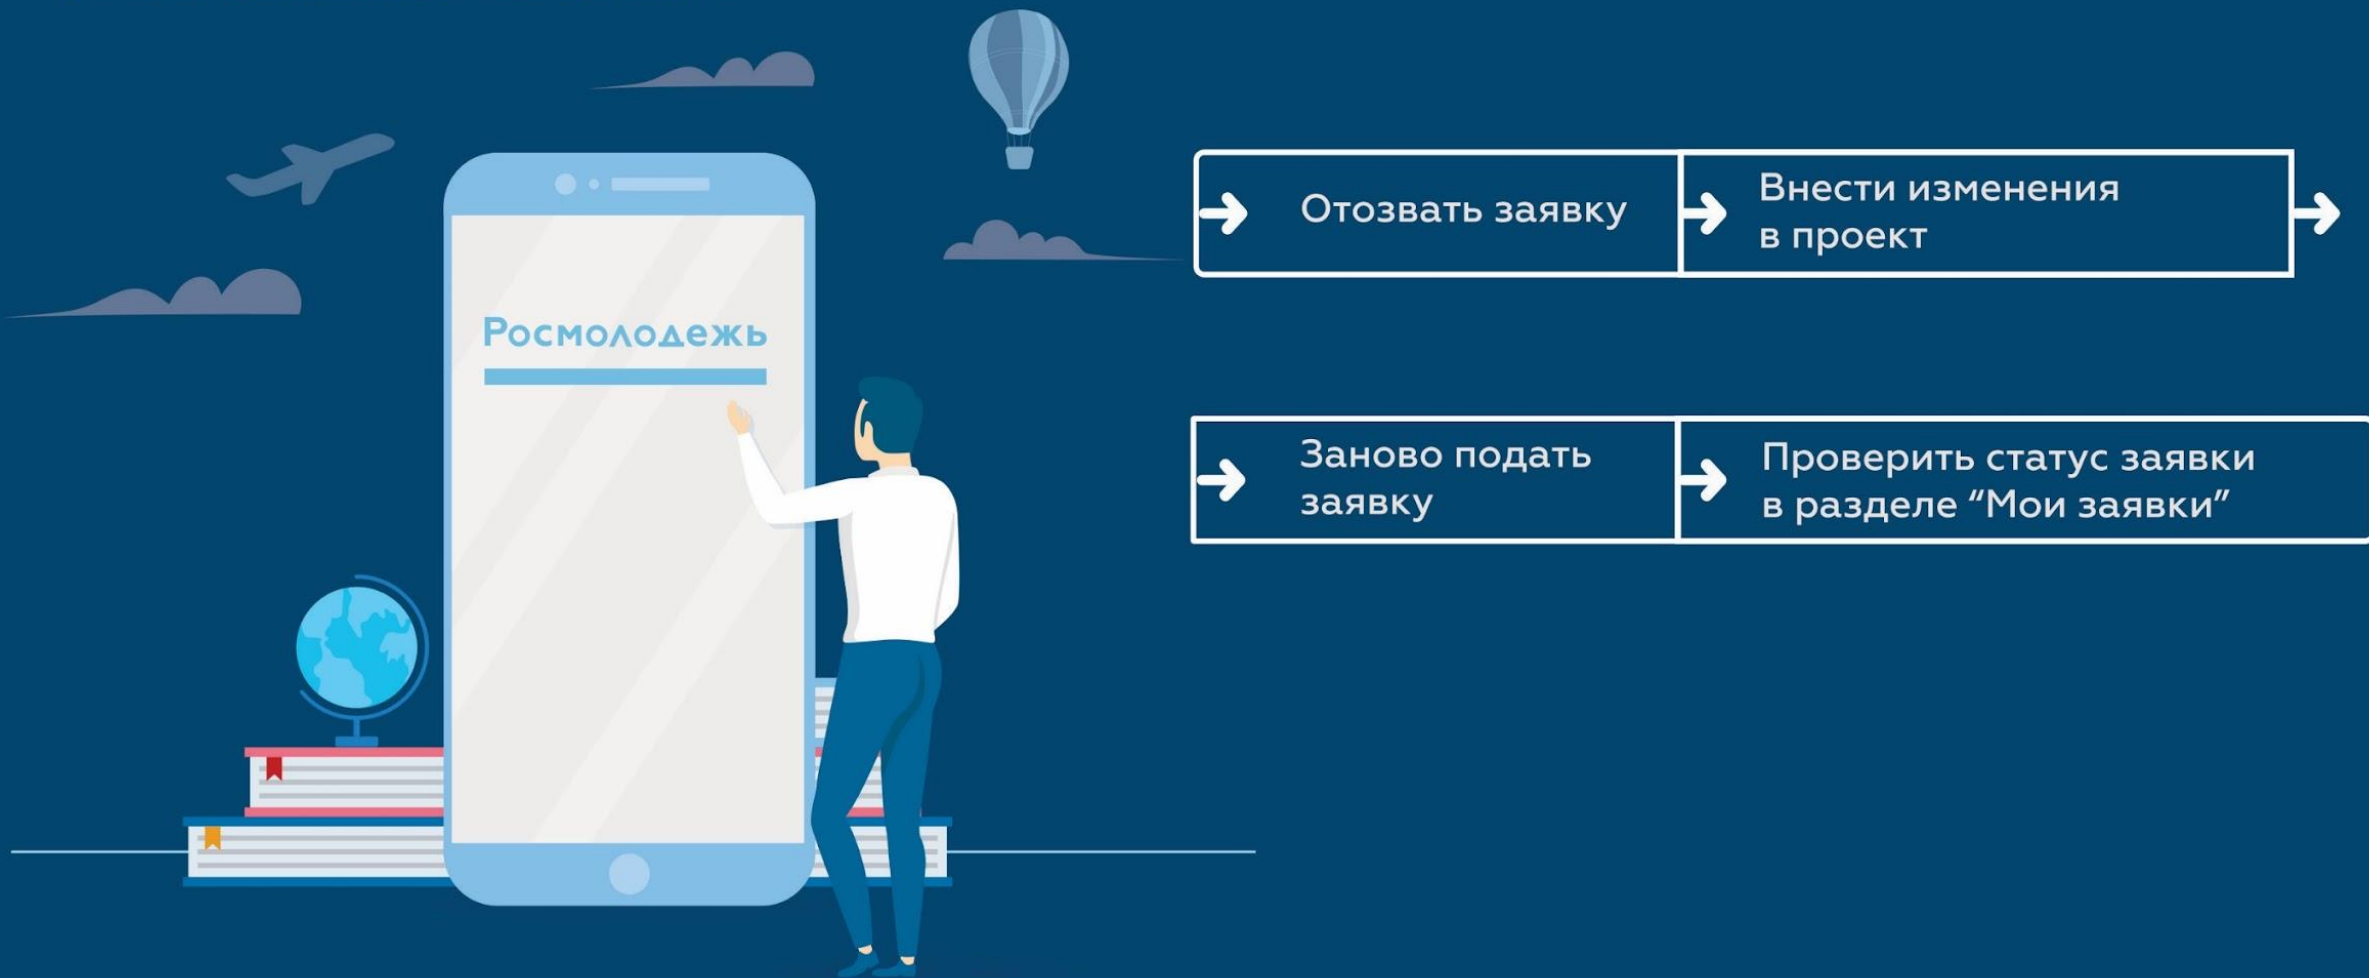 Росмолодежь
Отозвать заявку
Внести изменения
в проект
Заново подать
заявку
Проверить статус заявки
в разделе “Мои заявки”